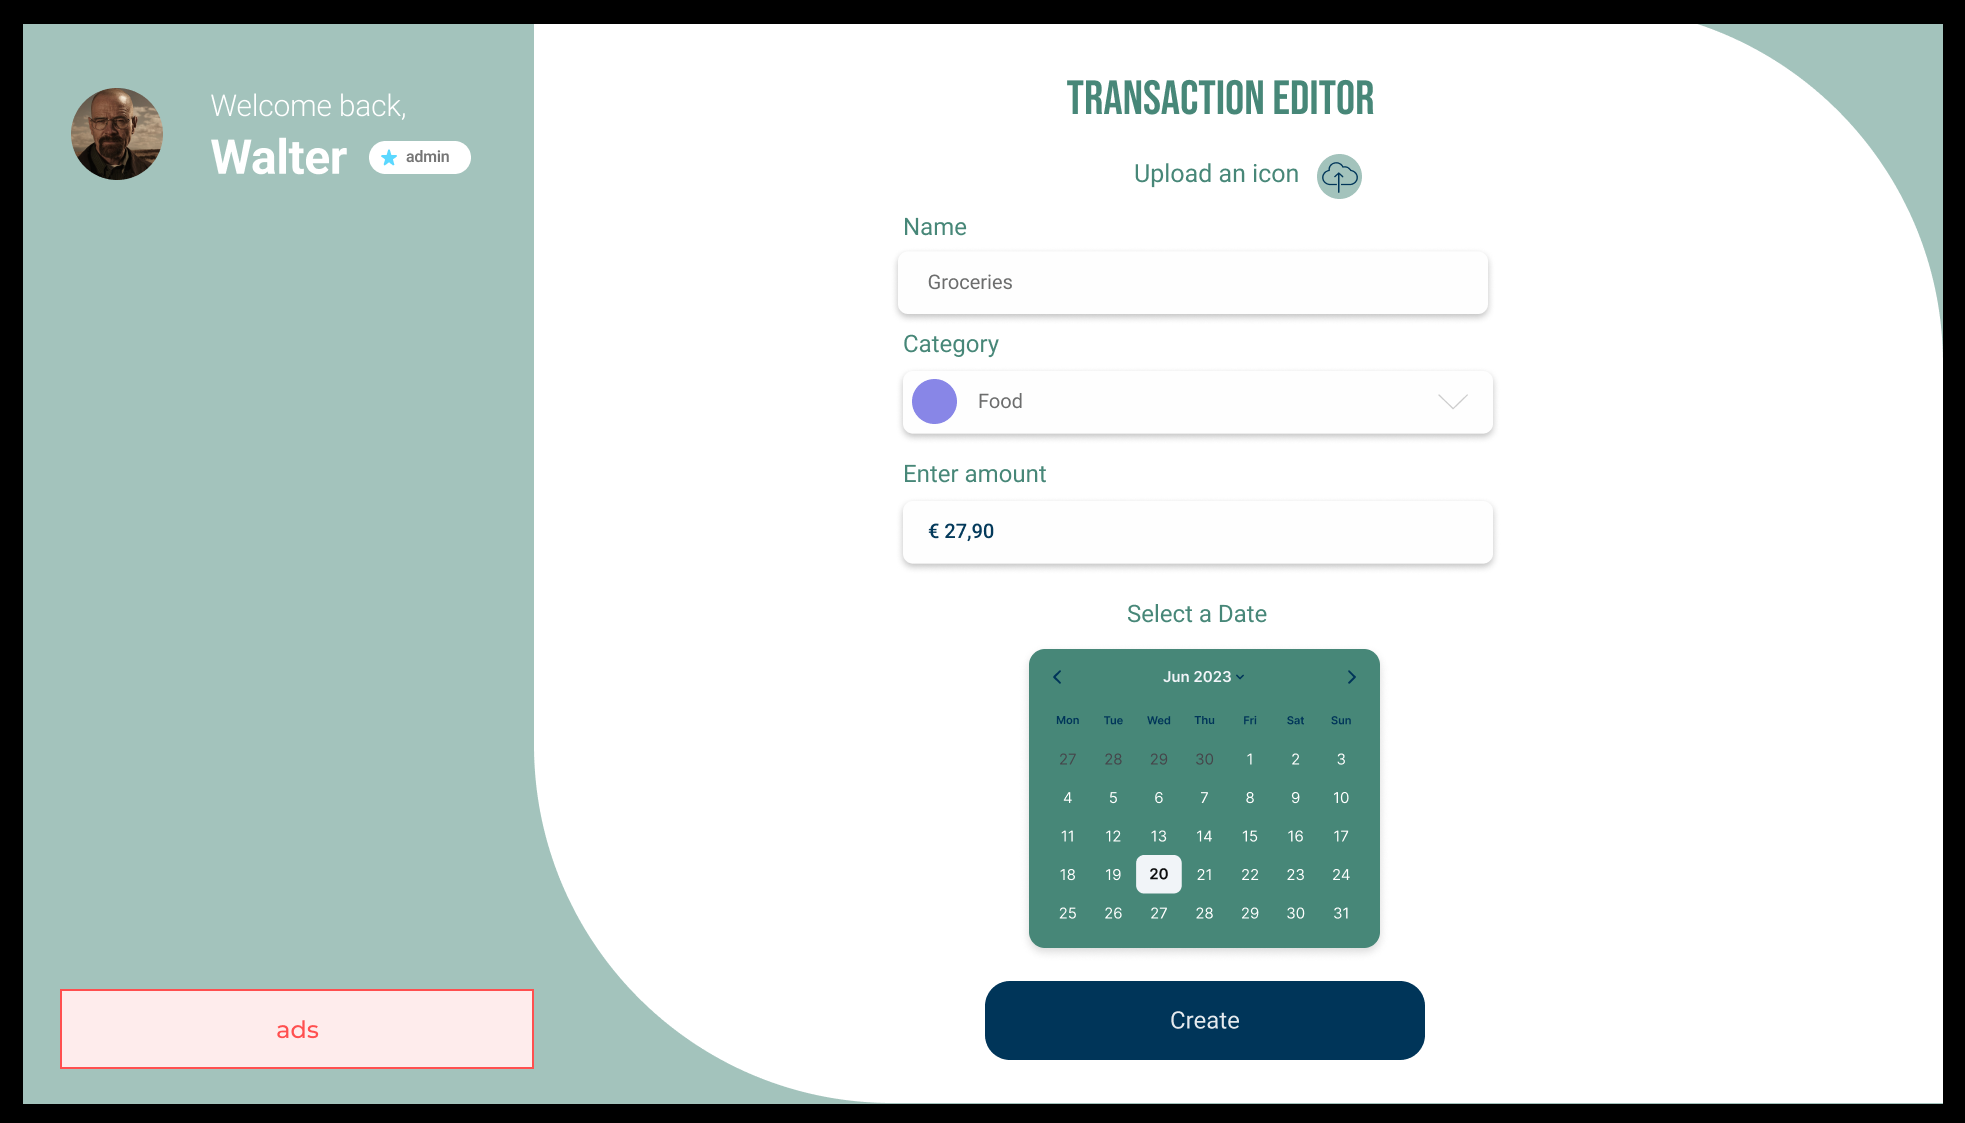 Welcome back,
Walter
admin
TRANSACTION EDITOR
Upload an icon
Name
Groceries
Category
Food
Enter amount
€ 27,90
Select a Date
Jun 2023
Mon Tue Wed Thu Fri Sat Sun
27 28 29 30 1 2 3
4 5 6 7 8 9 10
11 12 13 14 15 16 17
18 19 20 21 22 23 24
25 26 27 28 29 30 31
ads
Create